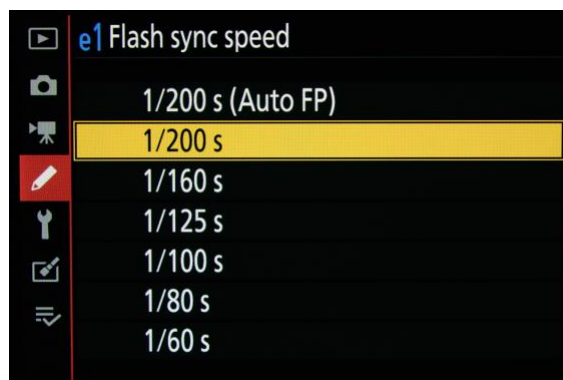 e1 Flash sync speed
1/200 s (Auto FP)
1/200 s
1/160 s
1/125 s
1/100 s
1/80 s
1/60 s